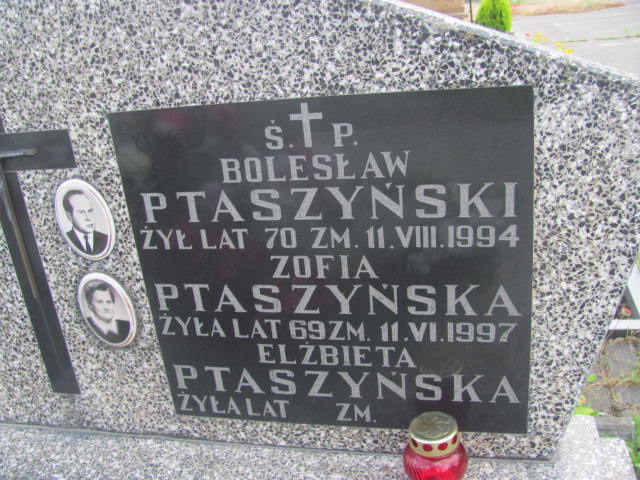 Ś. P.
BOLESŁAW
PTASZYŃSKI
ŻYŁ LAT 70 ZM. 11.VIII.1994
ZOFIA
PTASZYŃSKA
ŻYŁA LAT 69 ZM. 11.VI.1997
ELŻBIETA
PTASZYŃSKA
ŻYŁA LAT ZM.